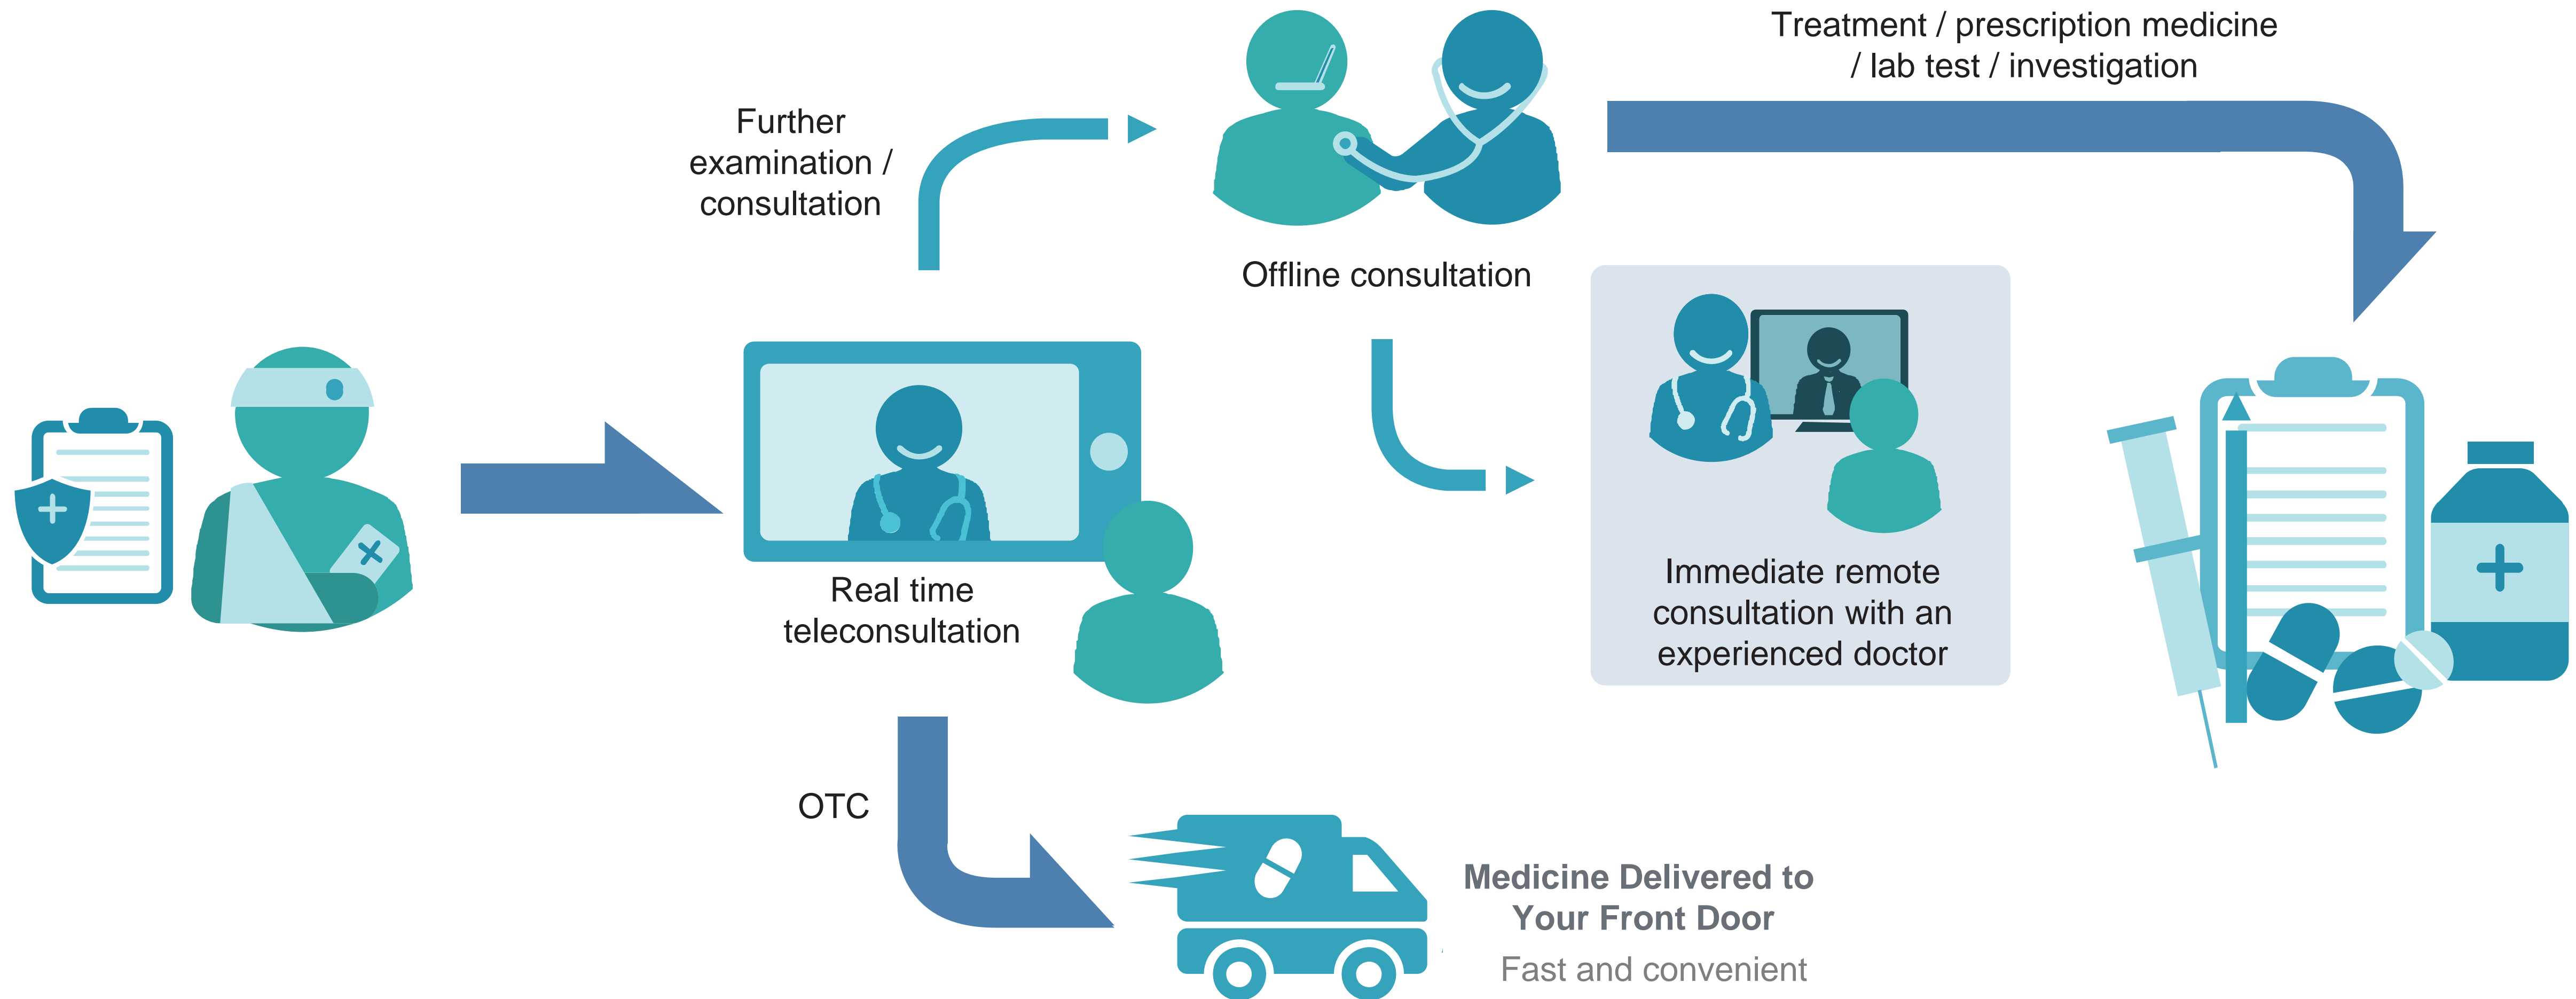 Treatment / prescription medicine
/ lab test / investigation
Further
examination /
consultation
Offline consultation
Immediate remote
consultation with an
experienced doctor
Real time
teleconsultation
OTC
Medicine Delivered to
Your Front Door
Fast and convenient